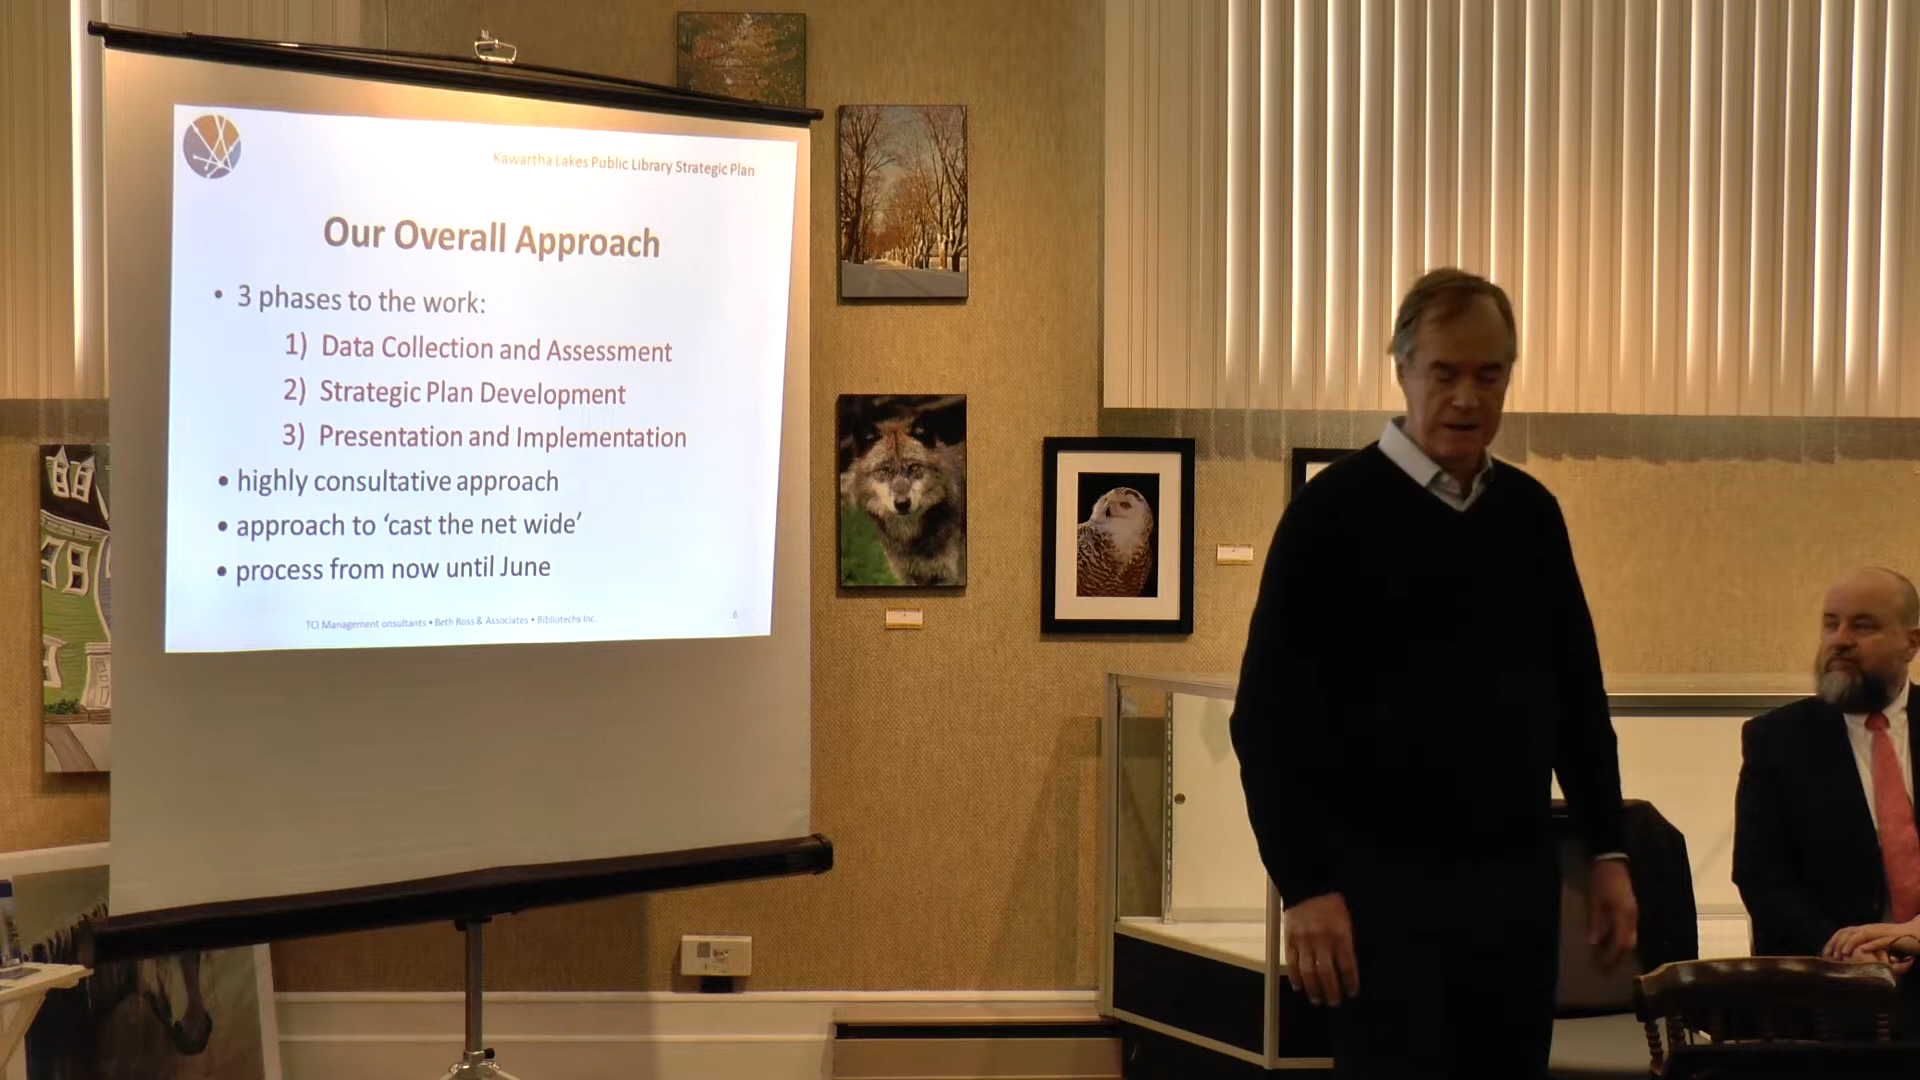 Kawartha Lakes Public Library Strategic Plan
Our Overall Approach
• 3 phases to the work:
1) Data Collection and Assessment
2) Strategic Plan Development
3) Presentation and Implementation
• highly consultative approach
• approach to ‘cast the net wide’
• process from now until June
TCI Management onsultants • Beth Ross & Associates • Bibliotechs Inc.
6